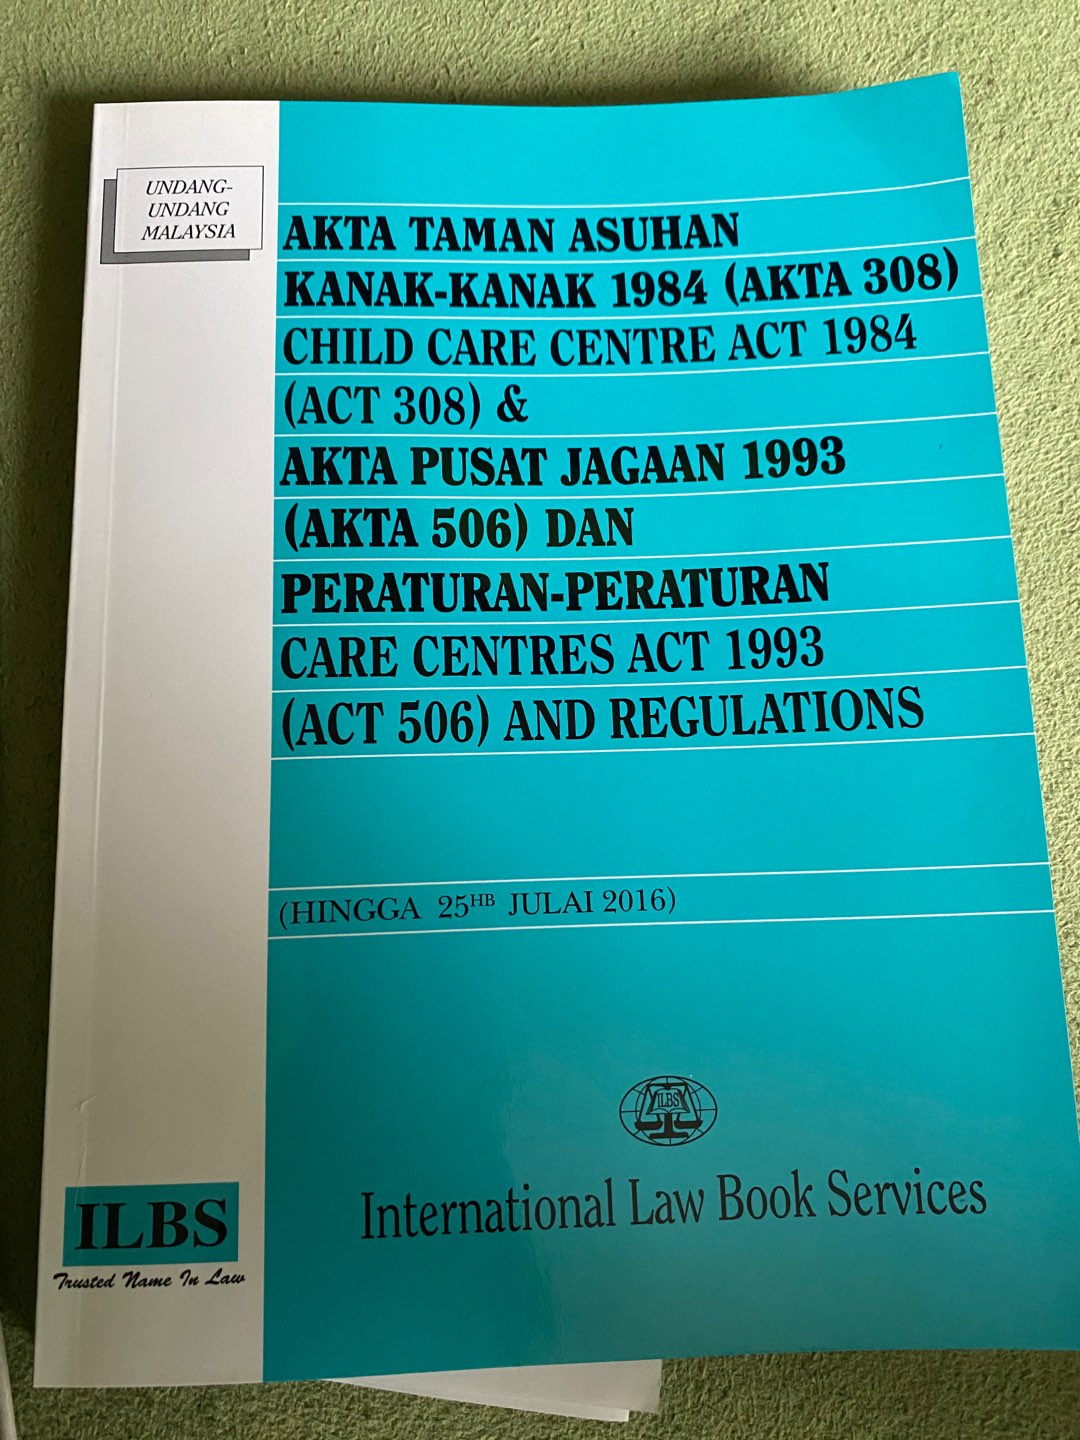 UNDANG-
UNDANG
MALAYSIA
AKTA TAMAN ASUHAN
KANAK-KANAK 1984 (AKTA 308)
CHILD CARE CENTRE ACT 1984
(ACT 308) &
AKTA PUSAT JAGAAN 1993
(AKTA 506) DAN
PERATURAN-PERATURAN
CARE CENTRES ACT 1993
(ACT 506) AND REGULATIONS
(HINGGA 25HB JULAI 2016)
ILBS
International Law Book Services
ILBS
Trusted Name In Law